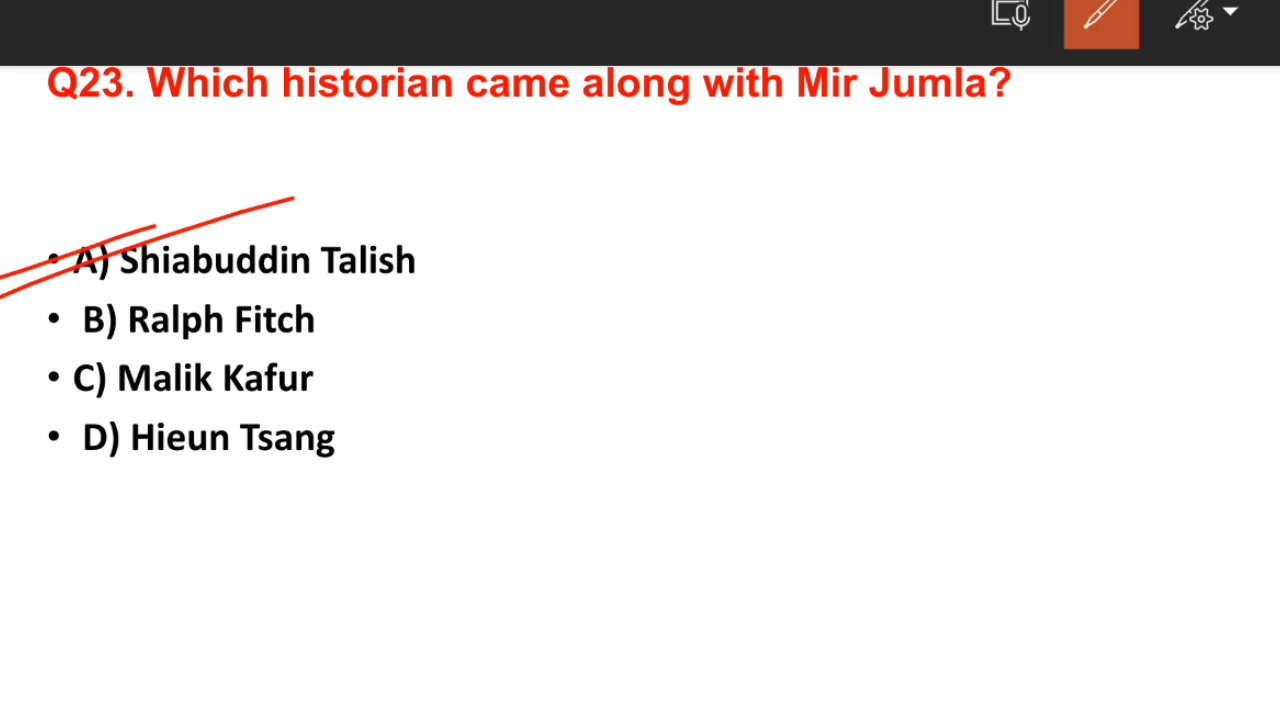 Q23. Which historian came along with Mir Jumla?
• A) Shiabuddin Talish
• B) Ralph Fitch
• C) Malik Kafur
• D) Hieun Tsang